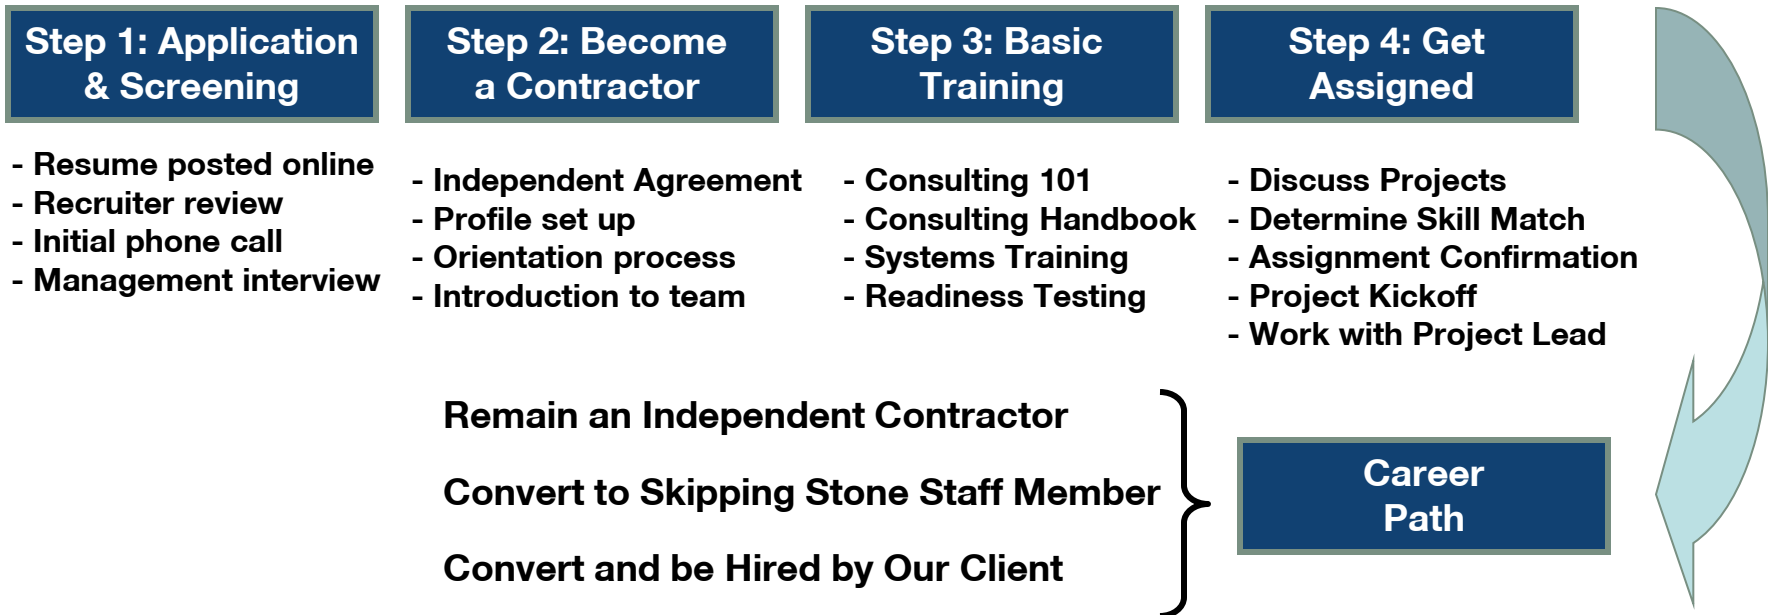 Step 1: Application
& Screening
- Resume posted online
- Recruiter review
- Initial phone call
- Management interview
Step 2: Become
a Contractor
- Independent Agreement
- Profile set up
- Orientation process
- Introduction to team
Step 3: Basic
Training
- Consulting 101
- Consulting Handbook
- Systems Training
- Readiness Testing
Step 4: Get
Assigned
- Discuss Projects
- Determine Skill Match
- Assignment Confirmation
- Project Kickoff
- Work with Project Lead
Career
Path
Remain an Independent Contractor
Convert to Skipping Stone Staff Member
Convert and be Hired by Our Client